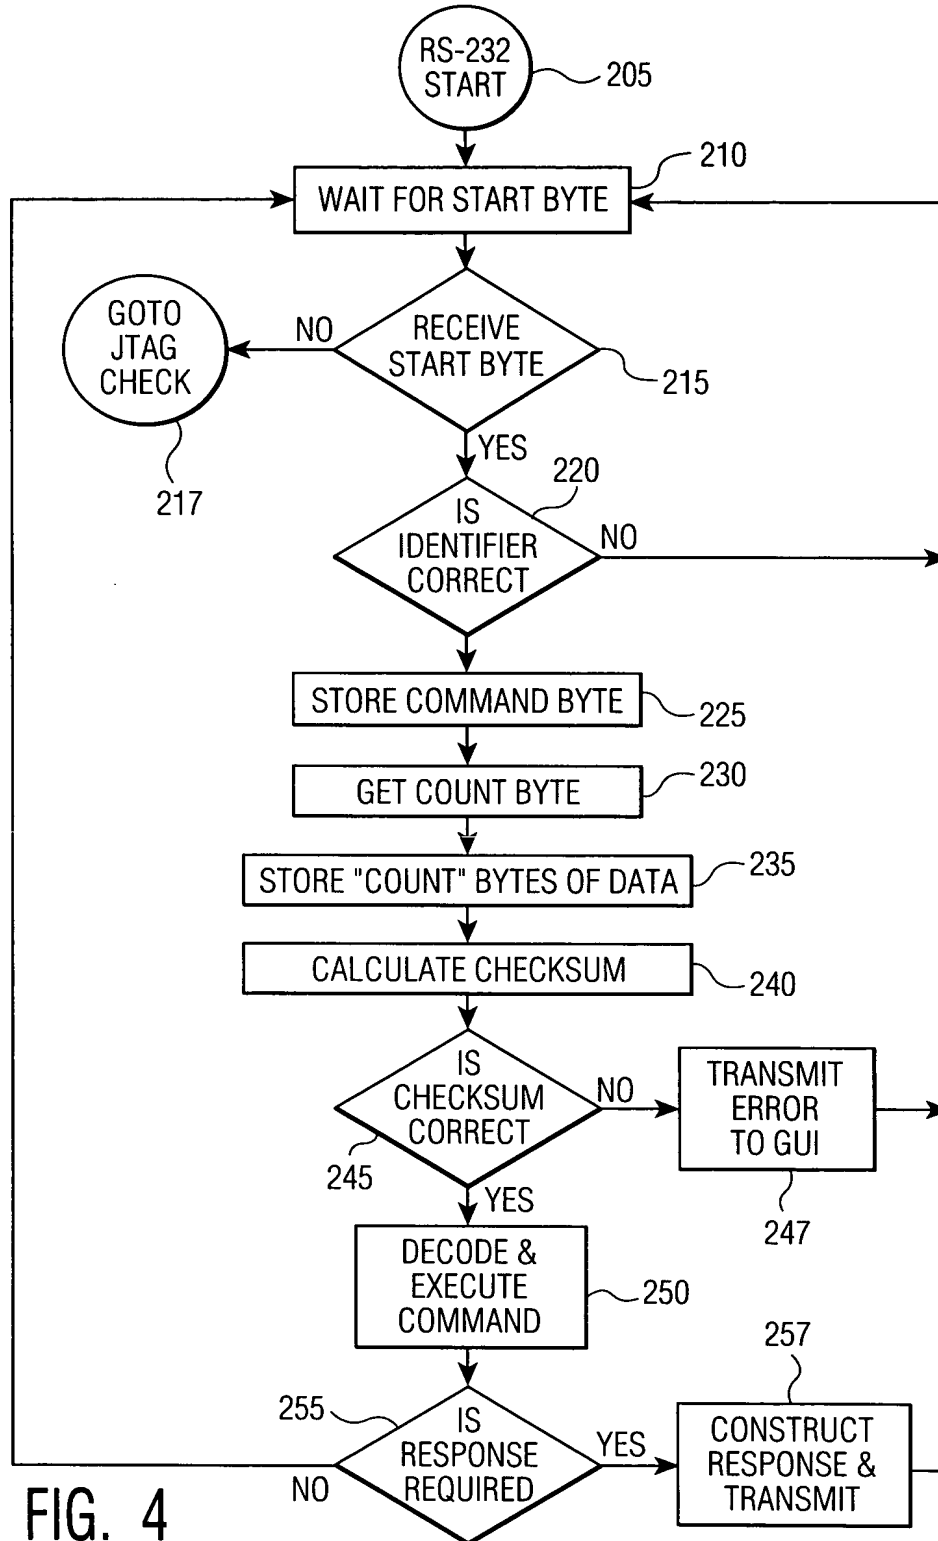 RS-232
START
205
210
WAIT FOR START BYTE
GOTO
JTAG
CHECK
217
NO
RECEIVE
START BYTE
215
YES
220
IS
IDENTIFIER
CORRECT
NO
STORE COMMAND BYTE
225
GET COUNT BYTE
230
STORE "COUNT" BYTES OF DATA
235
CALCULATE CHECKSUM
240
IS
CHECKSUM
CORRECT
245
NO
TRANSMIT
ERROR
TO GUI
247
YES
DECODE &
EXECUTE
COMMAND
250
255
IS
RESPONSE
REQUIRED
NO
YES
257
CONSTRUCT
RESPONSE &
TRANSMIT
FIG. 4